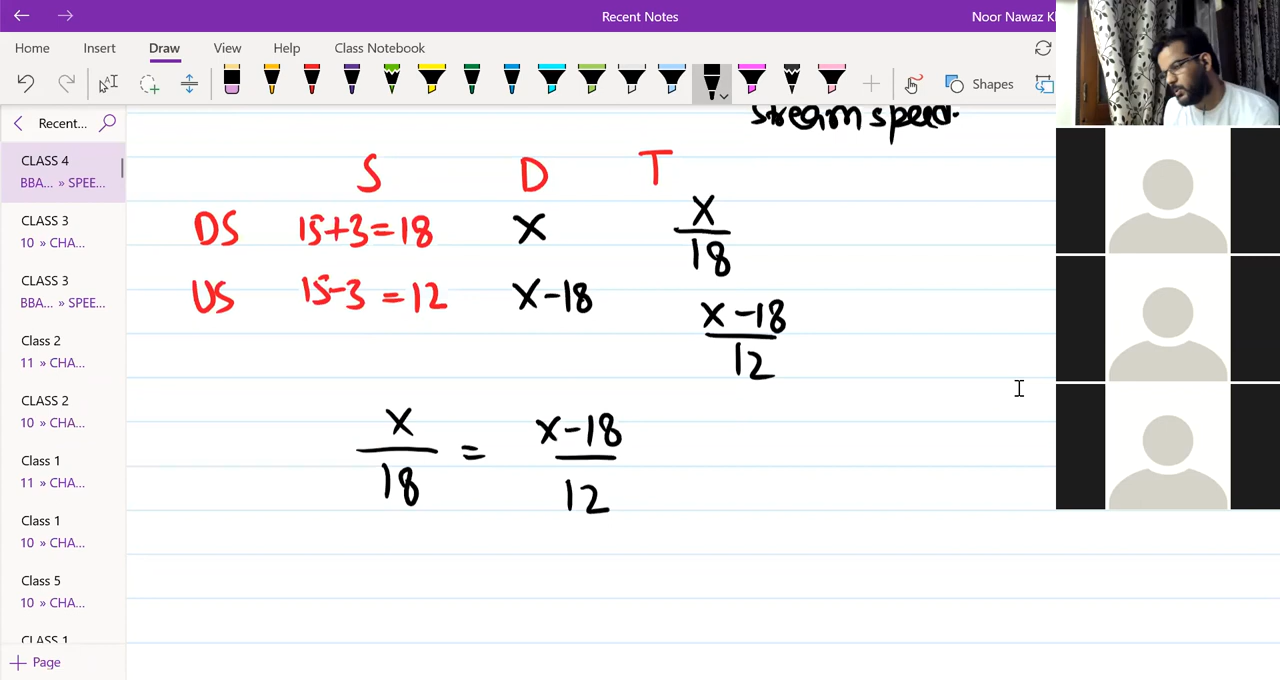 Recent Notes
Noor Nawaz Kh
Home Insert Draw View Help Class Notebook
Shapes
Recent...
CLASS 4
BBA... » SPEE...
CLASS 3
10 » CHA...
CLASS 3
BBA... » SPEE...
Class 2
11 » CHA...
CLASS 2
10 » CHA...
Class 1
11 » CHA...
Class 1
10 » CHA...
Class 5
10 » CHA...
CLASS 1
Page
stream speed.
S D T
DS 15+3=18 x x/18
US 15-3=12 x-18 x-18/12
x/18 = x-18/12